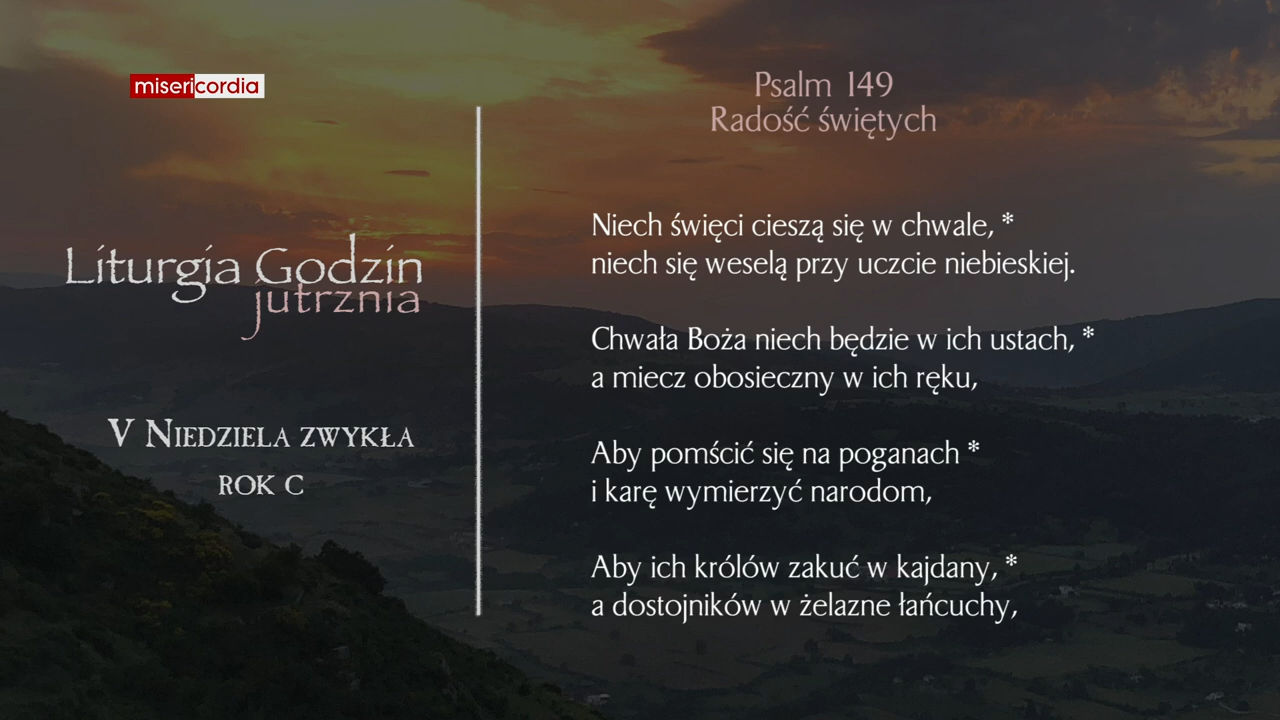 misericordia
Liturgia Godzin
jutrznia
V Niedziela zwykła
rok C
Psalm 149
Radość świętych
Niech święci cieszą się w chwale, *
niech się weselą przy uczcie niebieskiej.
Chwała Boża niech będzie w ich ustach, *
a miecz obosieczny w ich ręku,
Aby pomścić się na poganach *
i karę wymierzyć narodom,
Aby ich królów zakuć w kajdany, *
a dostojników w żelazne łańcuchy,